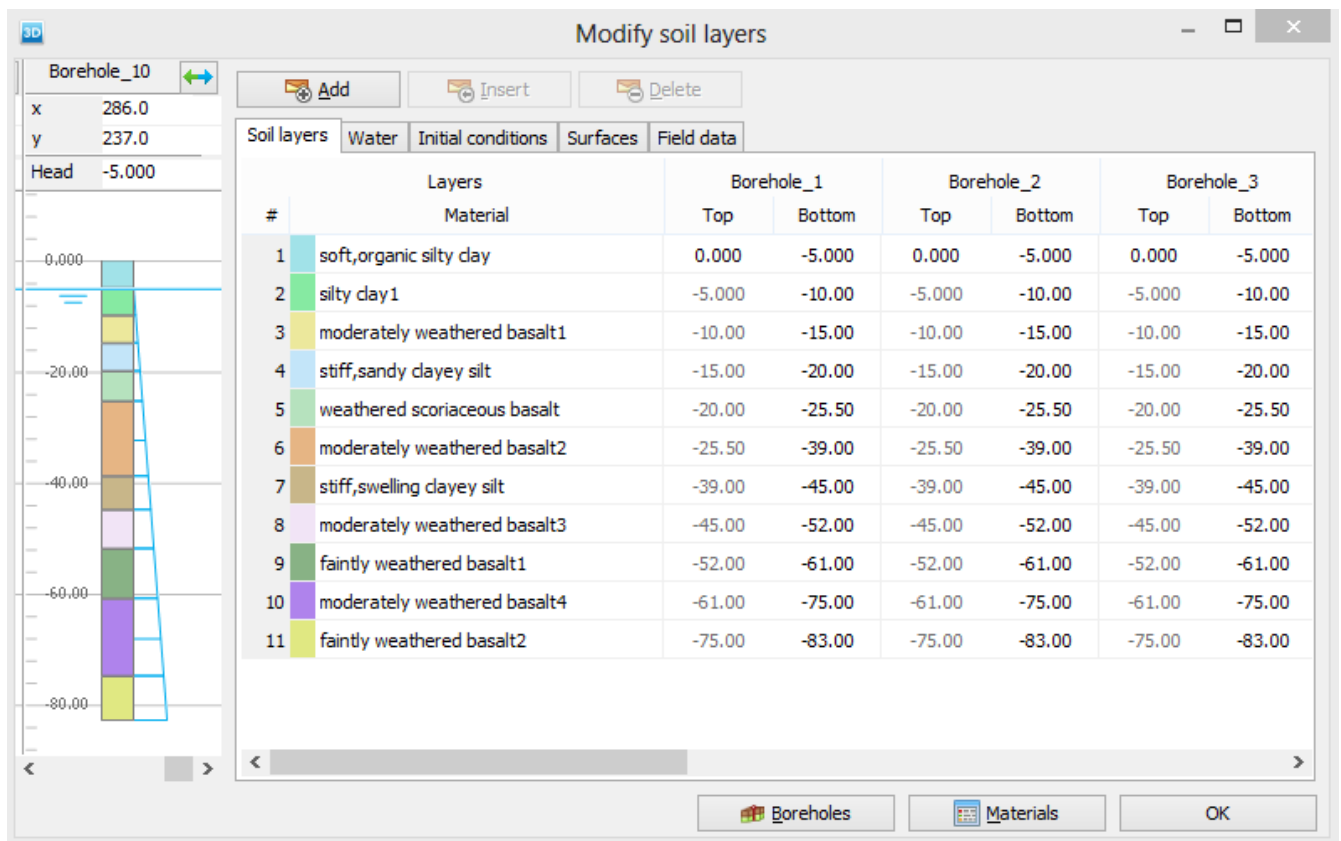 3D Modify soil layers
Borehole_10
x 286.0
y 237.0
Head -5.000
0.000
-20.00
-40.00
-60.00
-80.00
Add Insert Delete
Soil layers Water Initial conditions Surfaces Field data
Layers Borehole_1 Borehole_2 Borehole_3
# Material Top Bottom Top Bottom Top Bottom
1 soft,organic silty clay 0.000 -5.000 0.000 -5.000 0.000 -5.000
2 silty clay1 -5.000 -10.00 -5.000 -10.00 -5.000 -10.00
3 moderately weathered basalt1 -10.00 -15.00 -10.00 -15.00 -10.00 -15.00
4 stiff,sandy clayey silt -15.00 -20.00 -15.00 -20.00 -15.00 -20.00
5 weathered scoriaceous basalt -20.00 -25.50 -20.00 -25.50 -20.00 -25.50
6 moderately weathered basalt2 -25.50 -39.00 -25.50 -39.00 -25.50 -39.00
7 stiff,swelling clayey silt -39.00 -45.00 -39.00 -45.00 -39.00 -45.00
8 moderately weathered basalt3 -45.00 -52.00 -45.00 -52.00 -45.00 -52.00
9 faintly weathered basalt1 -52.00 -61.00 -52.00 -61.00 -52.00 -61.00
10 moderately weathered basalt4 -61.00 -75.00 -61.00 -75.00 -61.00 -75.00
11 faintly weathered basalt2 -75.00 -83.00 -75.00 -83.00 -75.00 -83.00
Boreholes Materials OK